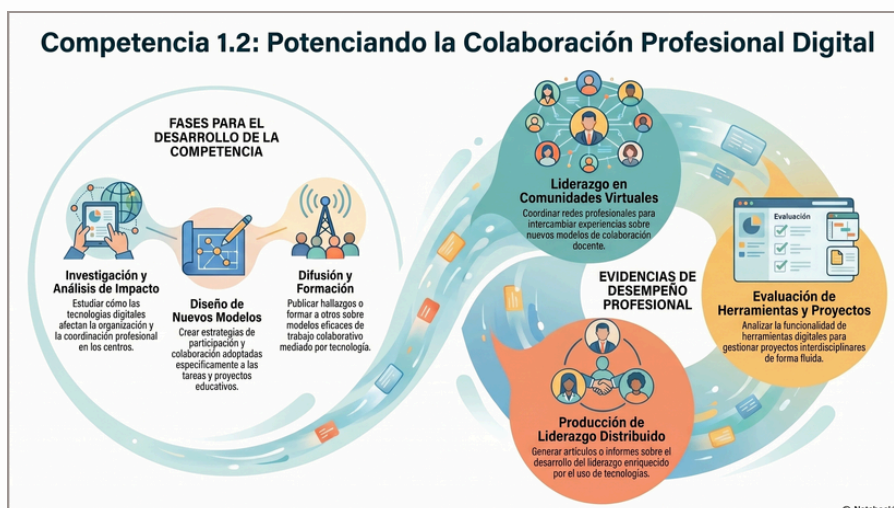 Competencia 1.2: Potenciando la Colaboración Profesional Digital
FASES PARA EL
DESARROLLO DE LA
COMPETENCIA
Investigación y
Análisis de Impacto
Estudiar cómo las
tecnologías digitales
afectan la organización y
la coordinación profesional
en los centros.
Diseño de
Nuevos Modelos
Crear estrategias de
participación y
colaboración adoptadas
especificamente a las
tareas y proyectos
educativos.
Difusión y
Formación
Publicar hallazgos o
formar a otros sobre
modelos eficaces de
trabajo colaborativo
mediado por tecnología.
Liderazgo en
Comunidades Virtuales
Coordinar redes profesionales para
intercambiar experiencias sobre
nuevos modelos de colaboración
docente.
EVIDENCIAS DE
DESEMPEÑO
PROFESIONAL
Evaluación
Evaluación de
Herramientas y Proyectos
Analizar la funcionalidad de
herramientas digitales para
gestionar proyectos interdisciplinares
de forma fluida.
Producción de
Liderazgo Distribuido
Generar artículos o informes sobre el
desarrollo del liderazgo enriquecido
por el uso de tecnologías.